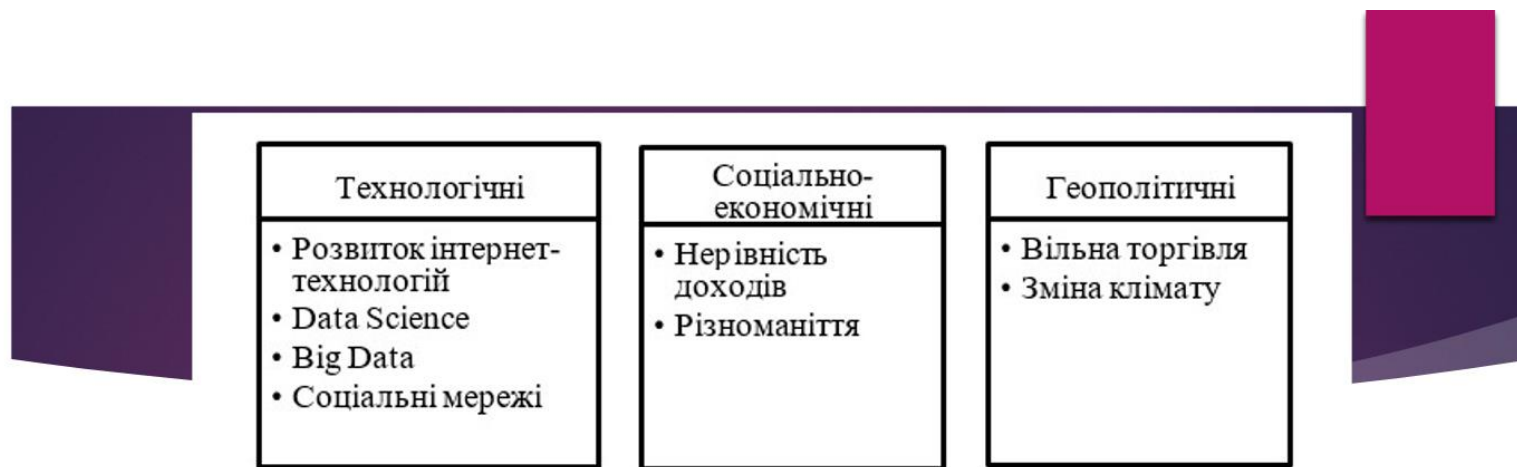 Технологічні
• Розвиток інтернет-
технологій
• Data Science
• Big Data
• Соціальні мережі
Соціально-
економічні
• Нерівність
доходів
• Різноманіття
Геополітичні
• Вільна торгівля
• Зміна клімату